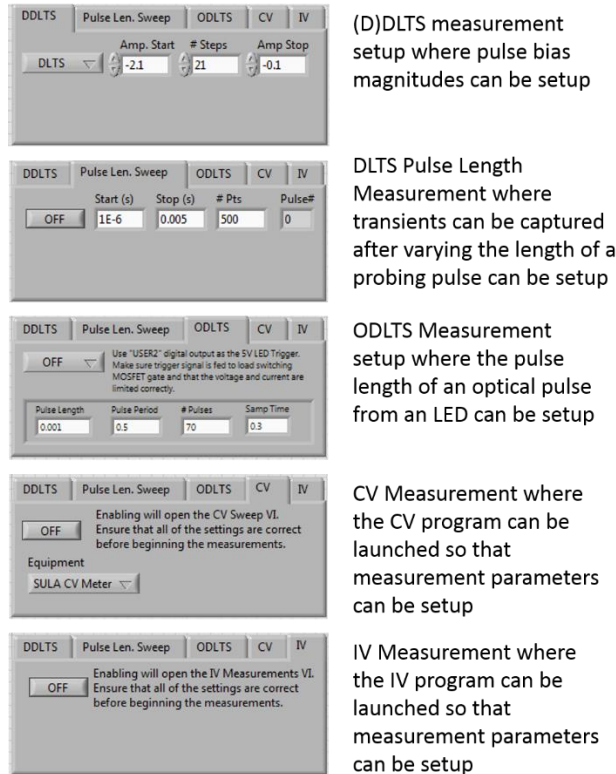 DDLTS Pulse Len. Sweep ODLTS CV IV
Amp. Start # Steps Amp Stop
DLTS -2.1 21 -0.1
(D)DLTS measurement
setup where pulse bias
magnitudes can be setup
DDLTS Pulse Len. Sweep ODLTS CV IV
Start (s) Stop (s) # Pts Pulse#
OFF 1E-6 0.005 500 0
DLTS Pulse Length
Measurement where
transients can be captured
after varying the length of a
probing pulse can be setup
DDLTS Pulse Len. Sweep ODLTS CV IV
OFF
Use "USER2" digital output as the 5V LED Trigger.
Make sure trigger signal is fed to load switching
MOSFET gate and that the voltage and current are
limited correctly.
Pulse Length Pulse Period # Pulses Samp Time
0.001 0.5 70 0.3
ODLTS Measurement
setup where the pulse
length of an optical pulse
from an LED can be setup
DDLTS Pulse Len. Sweep ODLTS CV IV
OFF
Enabling will open the CV Sweep VI.
Ensure that all of the settings are correct
before beginning the measurements.
Equipment
SULA CV Meter
CV Measurement where
the CV program can be
launched so that
measurement parameters
can be setup
DDLTS Pulse Len. Sweep ODLTS CV IV
OFF
Enabling will open the IV Measurements VI.
Ensure that all of the settings are correct
before beginning the measurements.
IV Measurement where
the IV program can be
launched so that
measurement parameters
can be setup